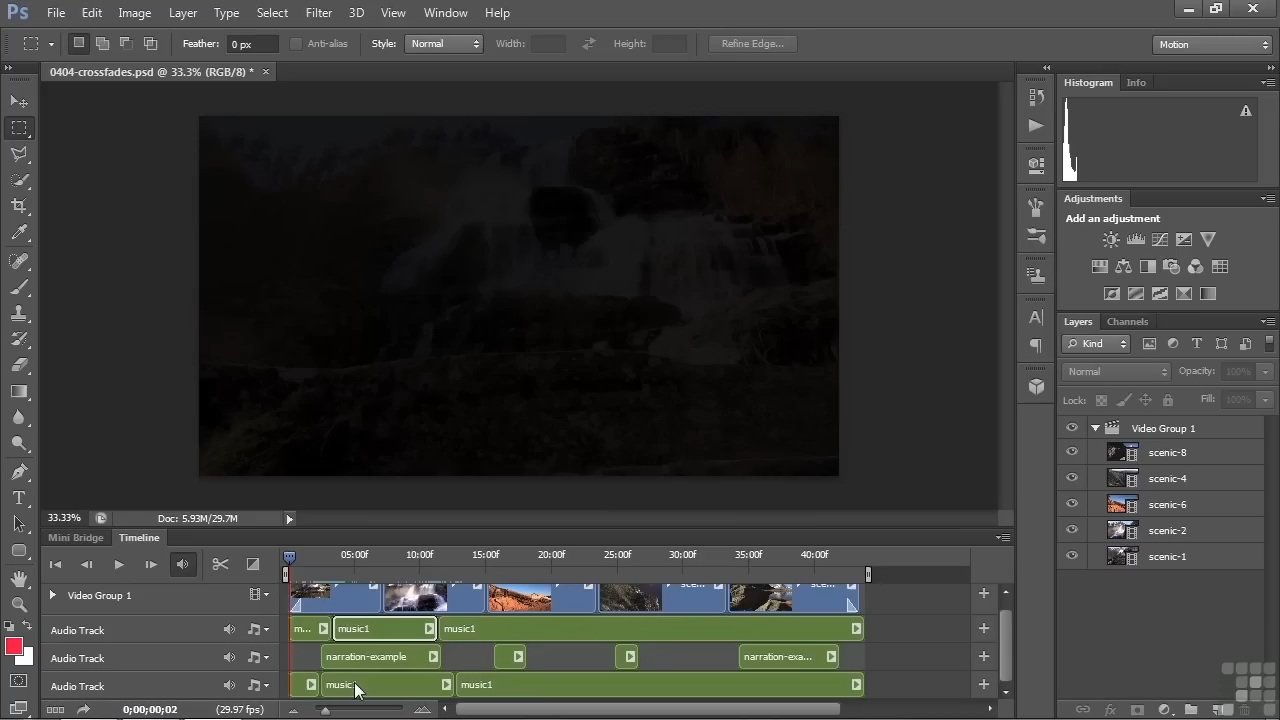 Ps File Edit Image Layer Type Select Filter 3D View Window Help
Feather: 0 px Anti-alias Style: Normal Width: Height: Refine Edge... Motion
0404-crossfades.psd @ 33.3% (RGB/8) * ×
Histogram Info
Adjustments
Add an adjustment
Layers Channels
Kind
Normal Opacity: 100%
Lock: Fill: 100%
Video Group 1
scenic-8
scenic-4
scenic-6
scenic-2
scenic-1
33.33% Doc: 5.93M/29.7M
Mini Bridge Timeline
05:00f 10:00f 15:00f 20:00f 25:00f 30:00f 35:00f 40:00f
Video Group 1 sce... sc...
Audio Track m... music1 music1
Audio Track narration-example narration-exa...
Audio Track music1 music1
0;00;00;02 (29.97 fps)